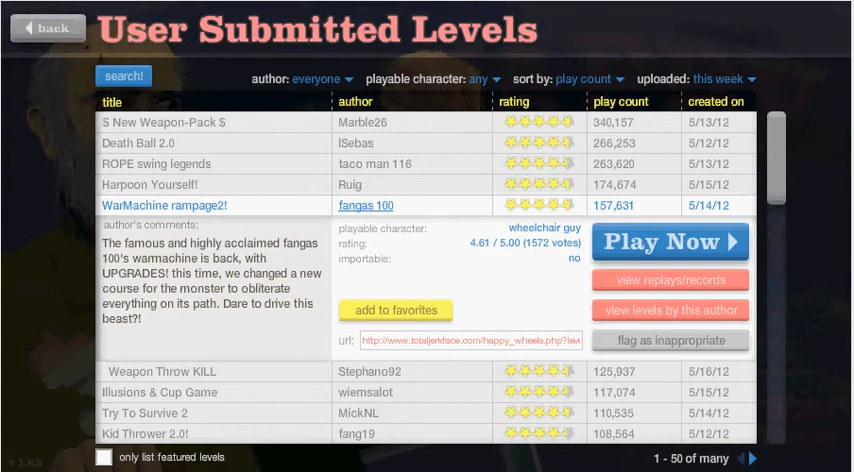 back
User Submitted Levels
search!
author: everyone playable character: any sort by: play count uploaded: this week
title author rating play count created on
$ New Weapon-Pack $ Marble26 340,157 5/13/12
Death Ball 2.0 ISebas 266,253 5/12/12
ROPE swing legends taco man 116 263,620 5/13/12
Harpoon Yourself! Ruig 174,674 5/15/12
WarMachine rampage2! fangas 100 157,631 5/14/12
author's comments:
The famous and highly acclaimed fangas
100's warmachine is back, with
UPGRADES! this time, we changed a new
course for the monster to obliterate
everything on its path. Dare to drive this
beast?!
playable character: wheelchair guy
rating: 4.61 / 5.00 (1572 votes)
importable: no
add to favorites
url: http://www.totaljerkface.com/happy_wheels.php?lev
Play Now
view replays/records
view levels by this author
flag as inappropriate
Weapon Throw KILL Stephano92 125,937 5/16/12
Illusions & Cup Game wiemsalot 117,074 5/15/12
Try To Survive 2 MickNL 110,535 5/14/12
Kid Thrower 2.0! fang19 108,564 5/12/12
only list featured levels
1 - 50 of many
v 1.65